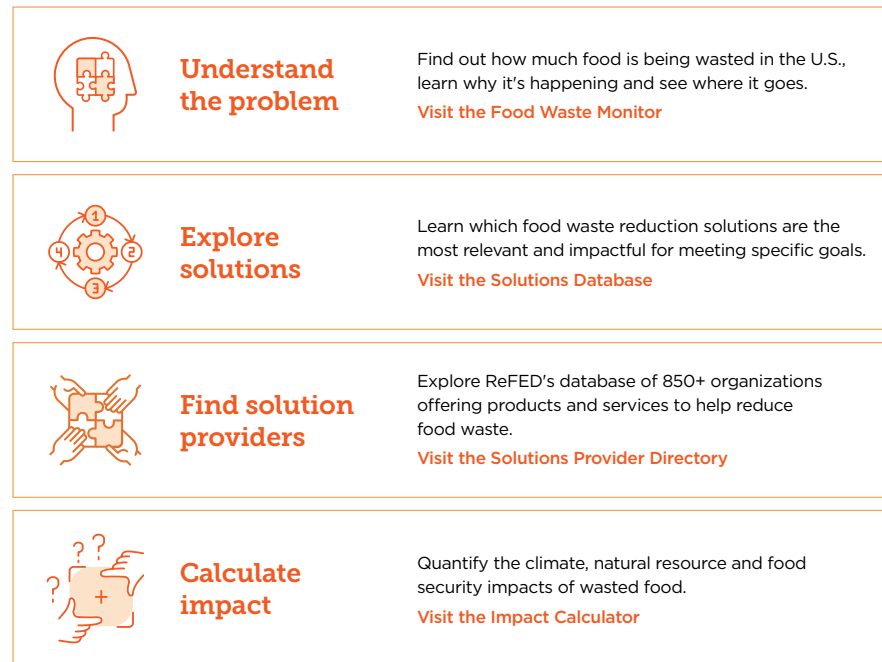 Understand
the problem
Find out how much food is being wasted in the U.S.,
learn why it's happening and see where it goes.
Visit the Food Waste Monitor
1
2
3
4
Explore
solutions
Learn which food waste reduction solutions are the
most relevant and impactful for meeting specific goals.
Visit the Solutions Database
Find solution
providers
Explore ReFED's database of 850+ organizations
offering products and services to help reduce
food waste.
Visit the Solutions Provider Directory
? ? ?
+
Calculate
impact
Quantify the climate, natural resource and food
security impacts of wasted food.
Visit the Impact Calculator